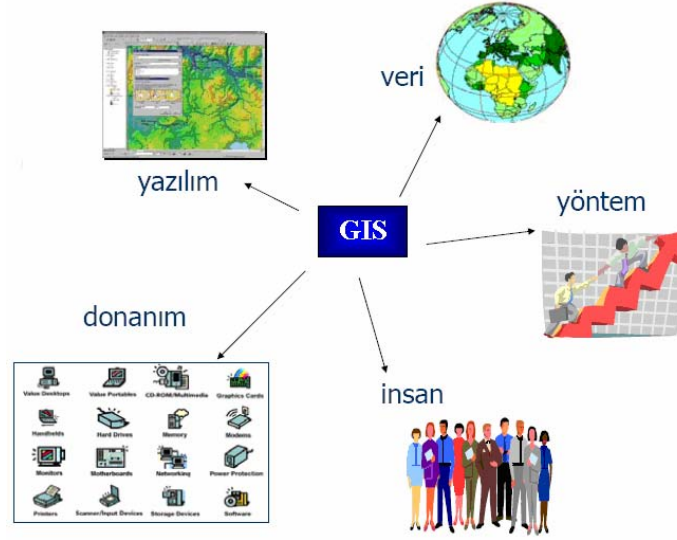 veri
yazılım
GIS
yöntem
donanım
insan
Value Desktops
Value Portables
CD-ROM/Multimedia
Graphics Cards
Handhelds
Hard Drives
Memory
Modems
Monitors
Motherboards
Networking
Power Protection
Printers
Scanner/Input Devices
Storage Devices
Software